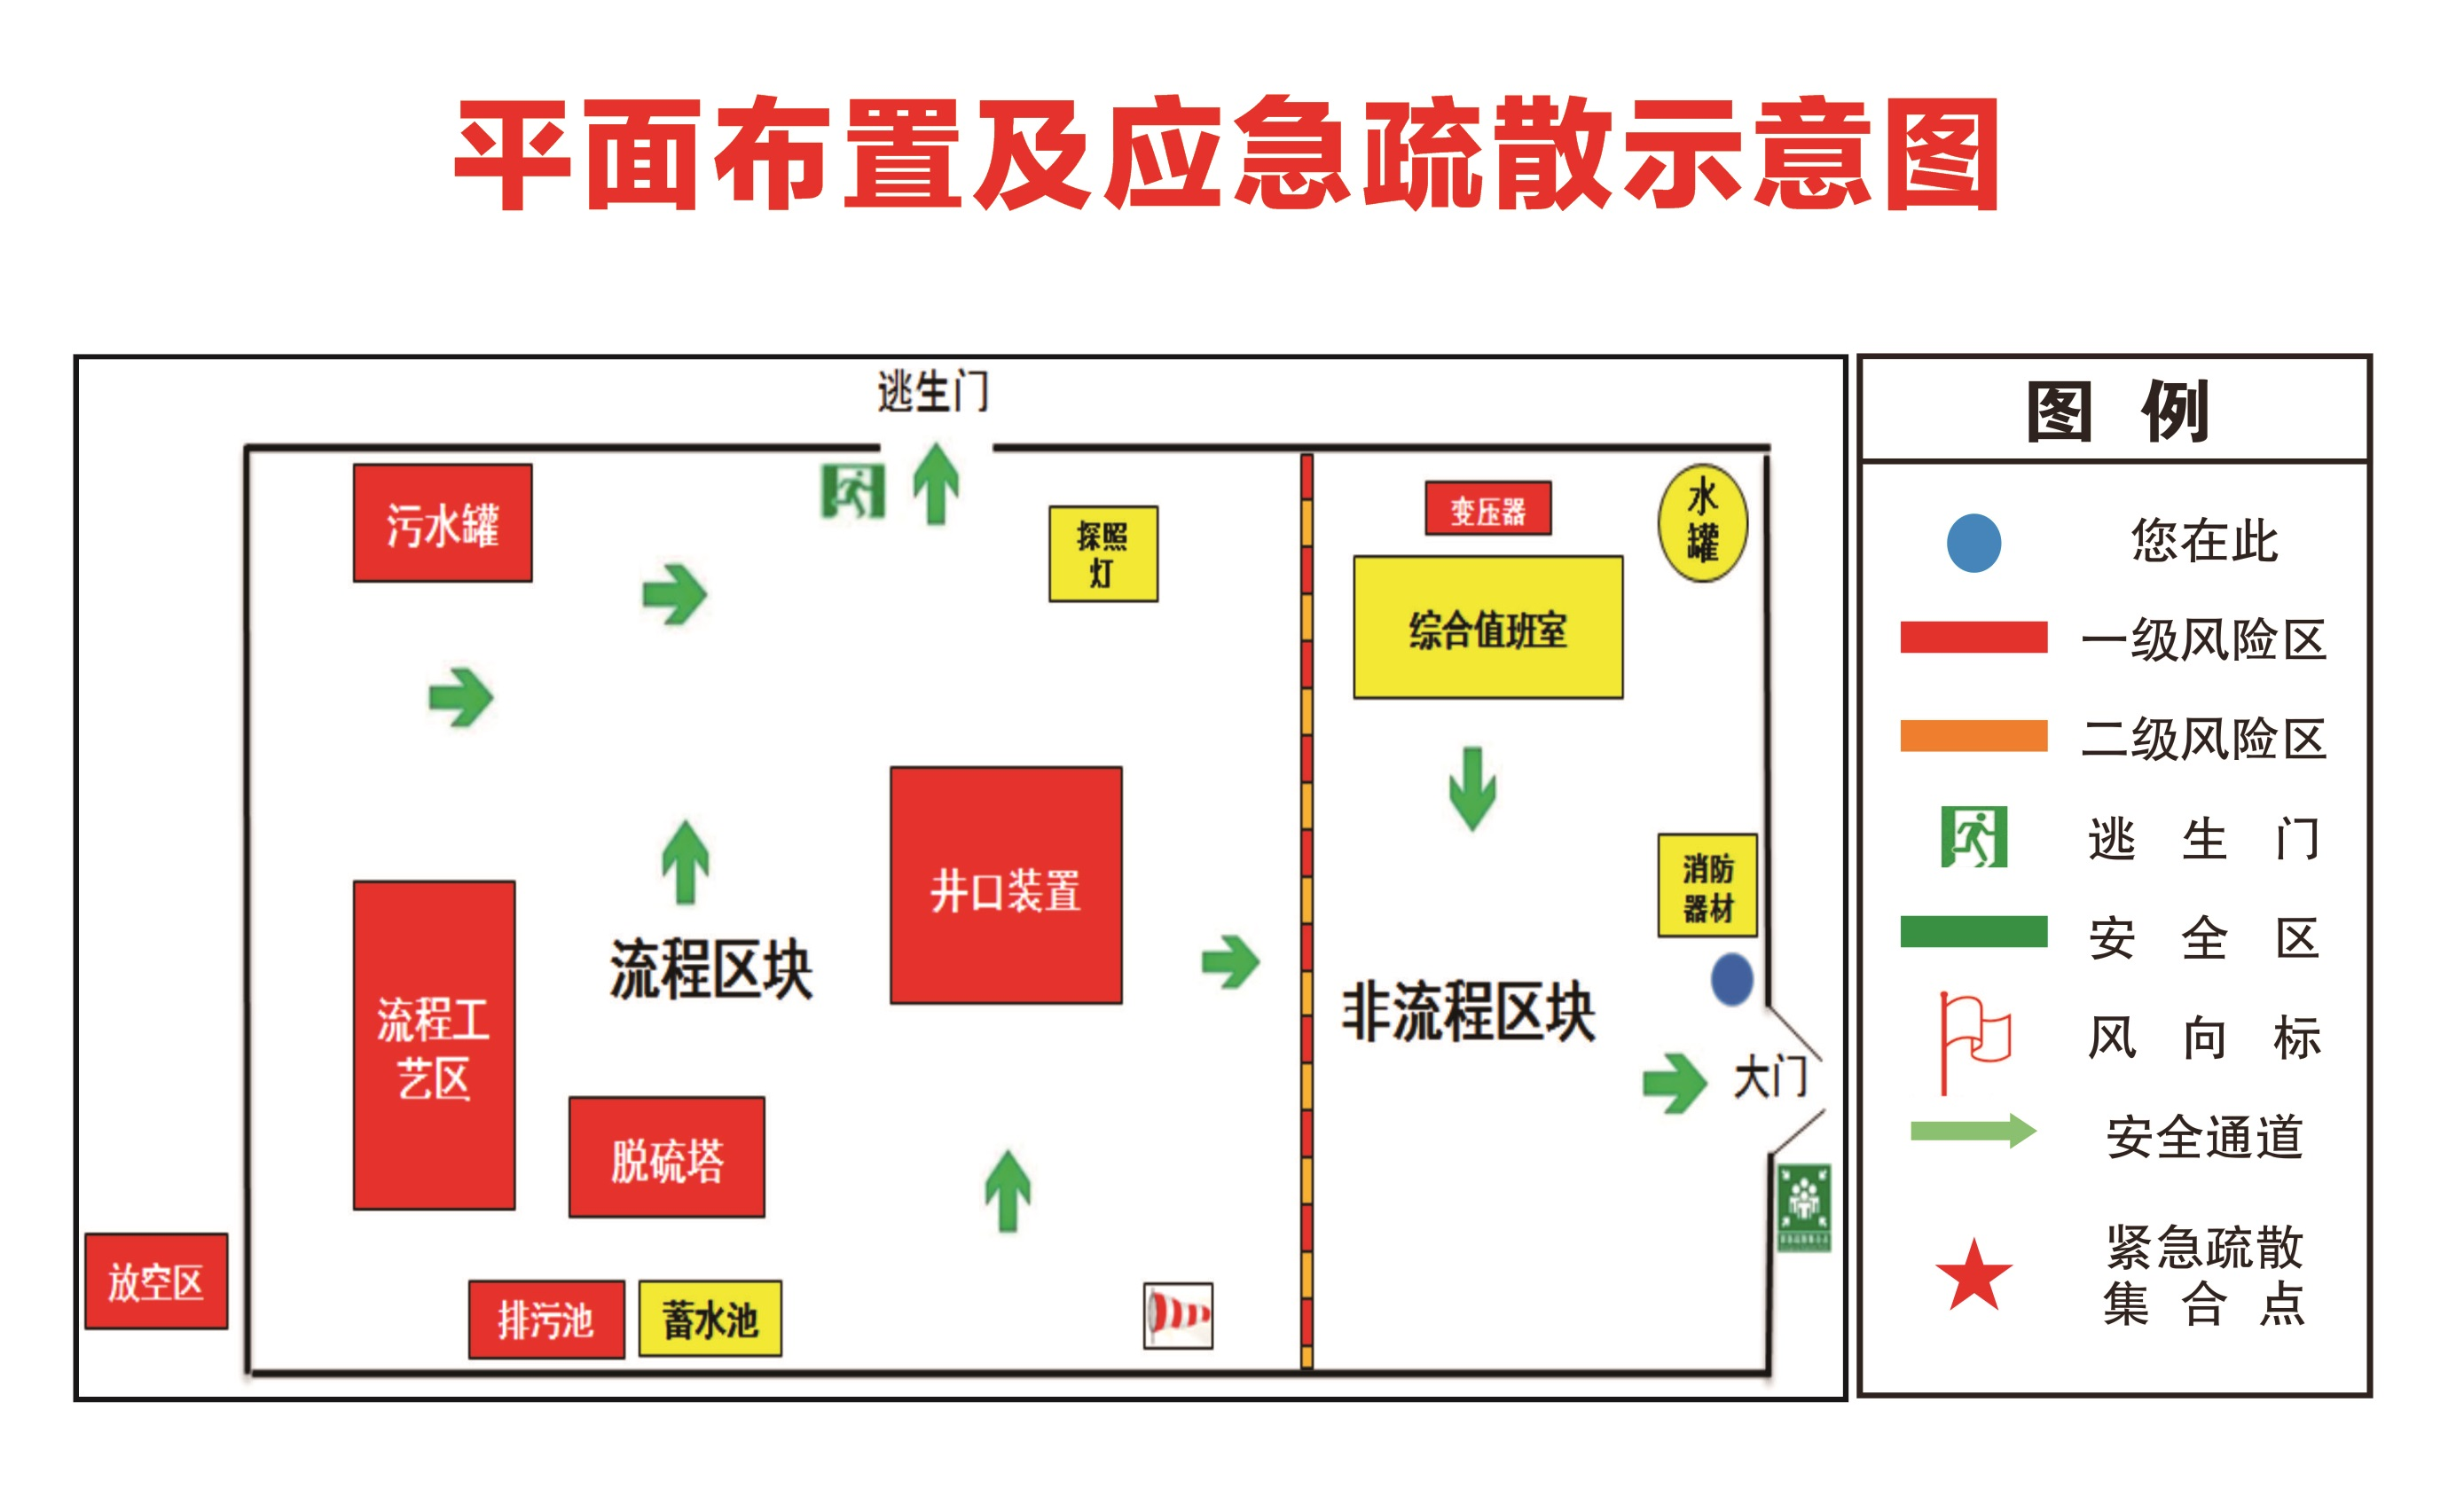 平面布置及应急疏散示意图
逃生门
污水罐
探照
灯
变压器
水
罐
综合值班室
井口装置
消防
器材
流程区块
非流程区块
流程工
艺区
大门
脱硫塔
放空区
排污池
蓄水池
图 例
您在此
一级风险区
二级风险区
逃 生 门
安 全 区
风 向 标
安全通道
紧急疏散
集 合 点